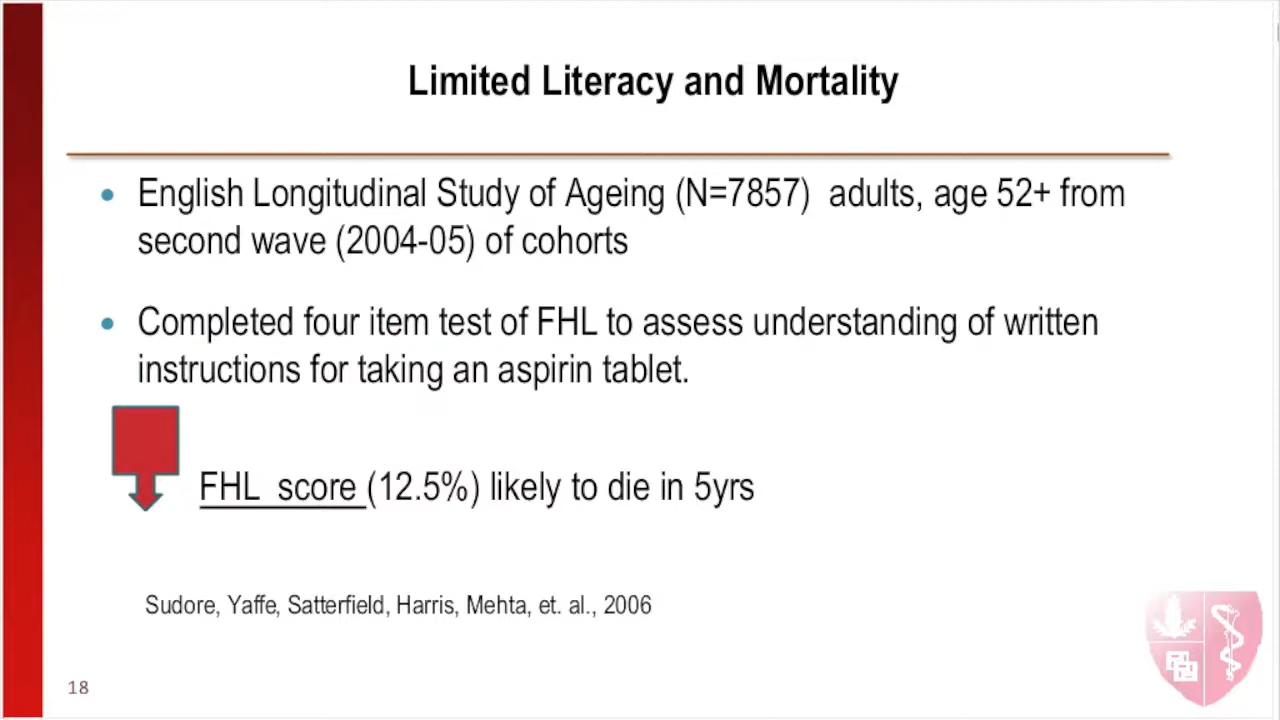 Limited Literacy and Mortality
• English Longitudinal Study of Ageing (N=7857)  adults, age 52+ from
second wave (2004-05) of cohorts
• Completed four item test of FHL to assess understanding of written
instructions for taking an aspirin tablet.
FHL  score (12.5%) likely to die in 5yrs
Sudore, Yaffe, Satterfield, Harris, Mehta, et. al., 2006
18